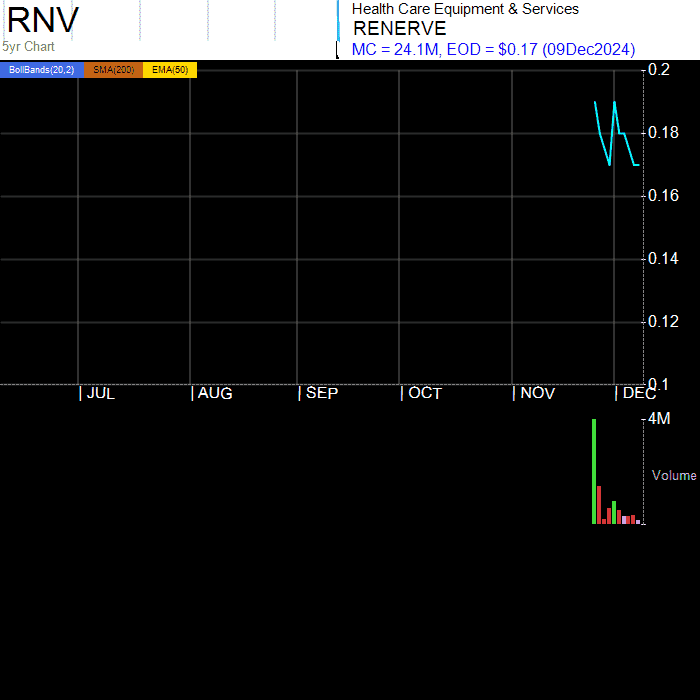 RNV
5yr Chart
Health Care Equipment & Services
RENERVE
MC = 24.1M, EOD = $0.17 (09Dec2024)
BollBands(20,2) SMA(200) EMA(50)
0.2
0.18
0.16
0.14
0.12
0.1
| JUL | AUG | SEP | OCT | NOV | DEC
4M
Volume